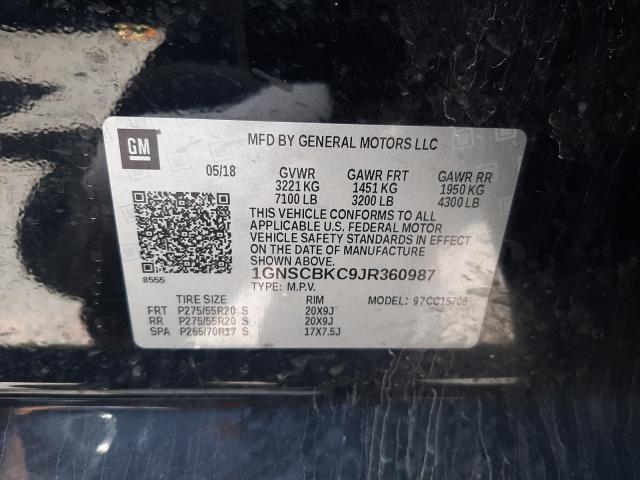 GM
MFD BY GENERAL MOTORS LLC
05/18 GVWR GAWR FRT GAWR RR
3221 KG 1451 KG 1950 KG
7100 LB 3200 LB 4300 LB
THIS VEHICLE CONFORMS TO ALL
APPLICABLE U.S. FEDERAL MOTOR
VEHICLE SAFETY STANDARDS IN EFFECT
ON THE DATE OF MANUFACTURE
SHOWN ABOVE.
8555
1GNSCBKC9JR360987
TYPE: M.P.V.
TIRE SIZE RIM MODEL: 97CC15706
FRT P275/55R20 S 20X9J
RR P275/55R20 S 20X9J
SPA P265/70R17 S 17X7.5J